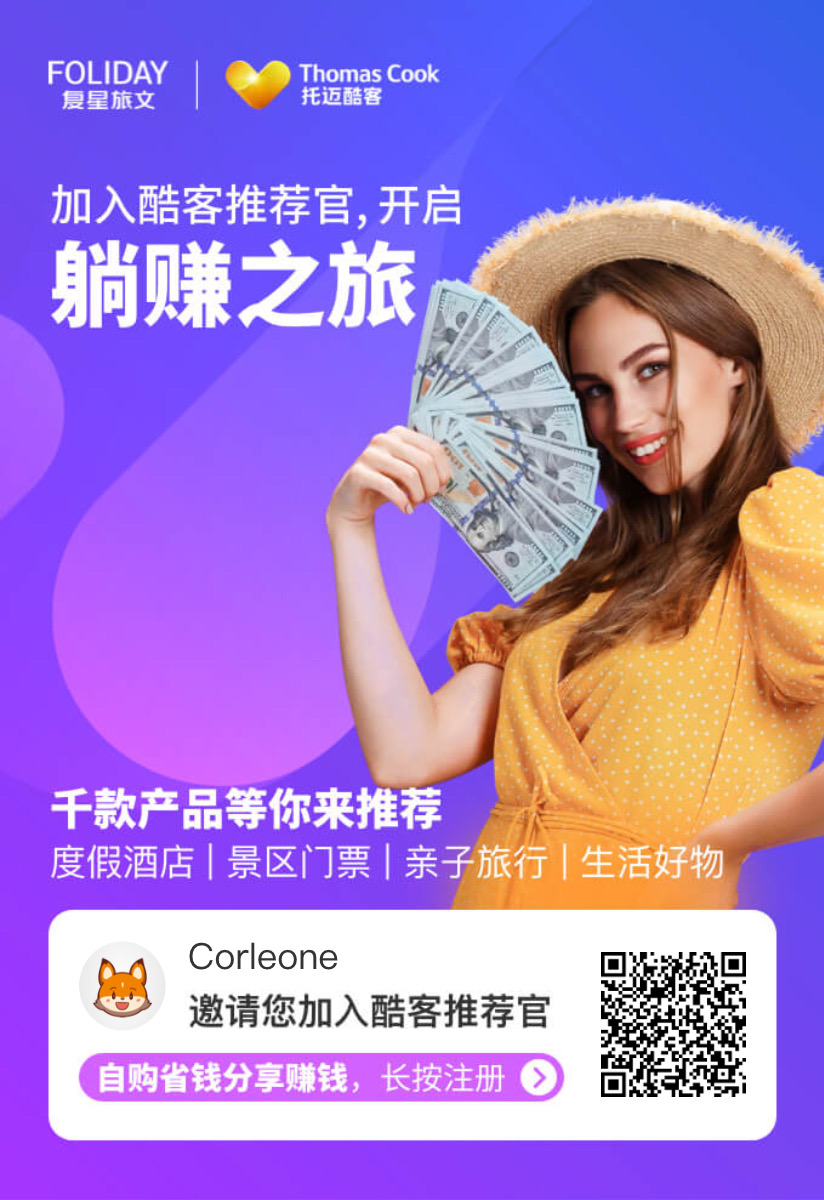 FOLIDAY
复星旅文
Thomas Cook
托迈酷客
加入酷客推荐官, 开启
躺赚之旅
千款产品等你来推荐
度假酒店 | 景区门票 | 亲子旅行 | 生活好物
Corleone
邀请您加入酷客推荐官
自购省钱分享赚钱，长按注册